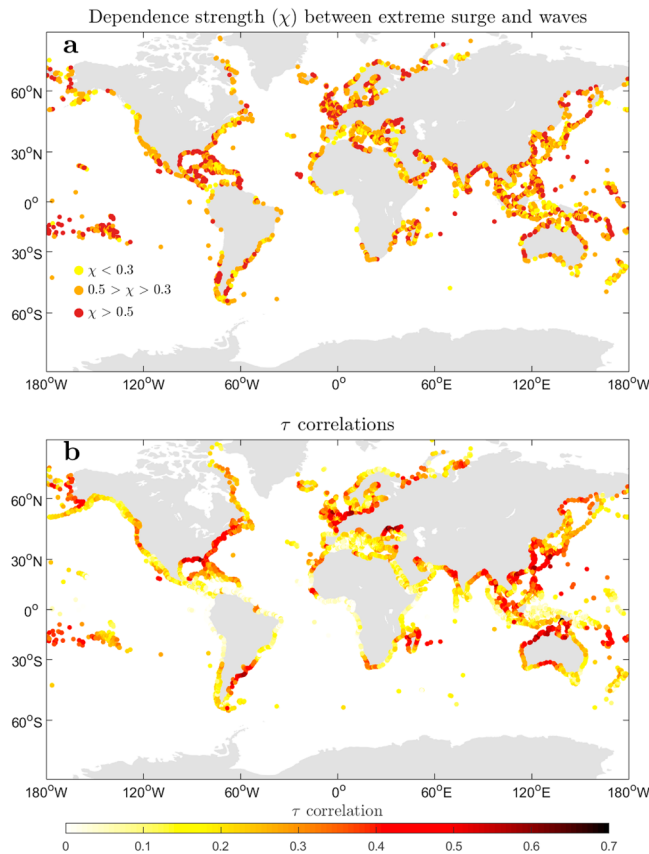 Dependence strength (χ) between extreme surge and waves
a
60°N
30°N
0°
30°S
60°S
χ < 0.3
0.5 > χ > 0.3
χ > 0.5
180°W 120°W 60°W 0° 60°E 120°E 180°W
τ correlations
b
60°N
30°N
0°
30°S
60°S
180°W 120°W 60°W 0° 60°E 120°E 180°W
τ correlation
0 0.1 0.2 0.3 0.4 0.5 0.6 0.7